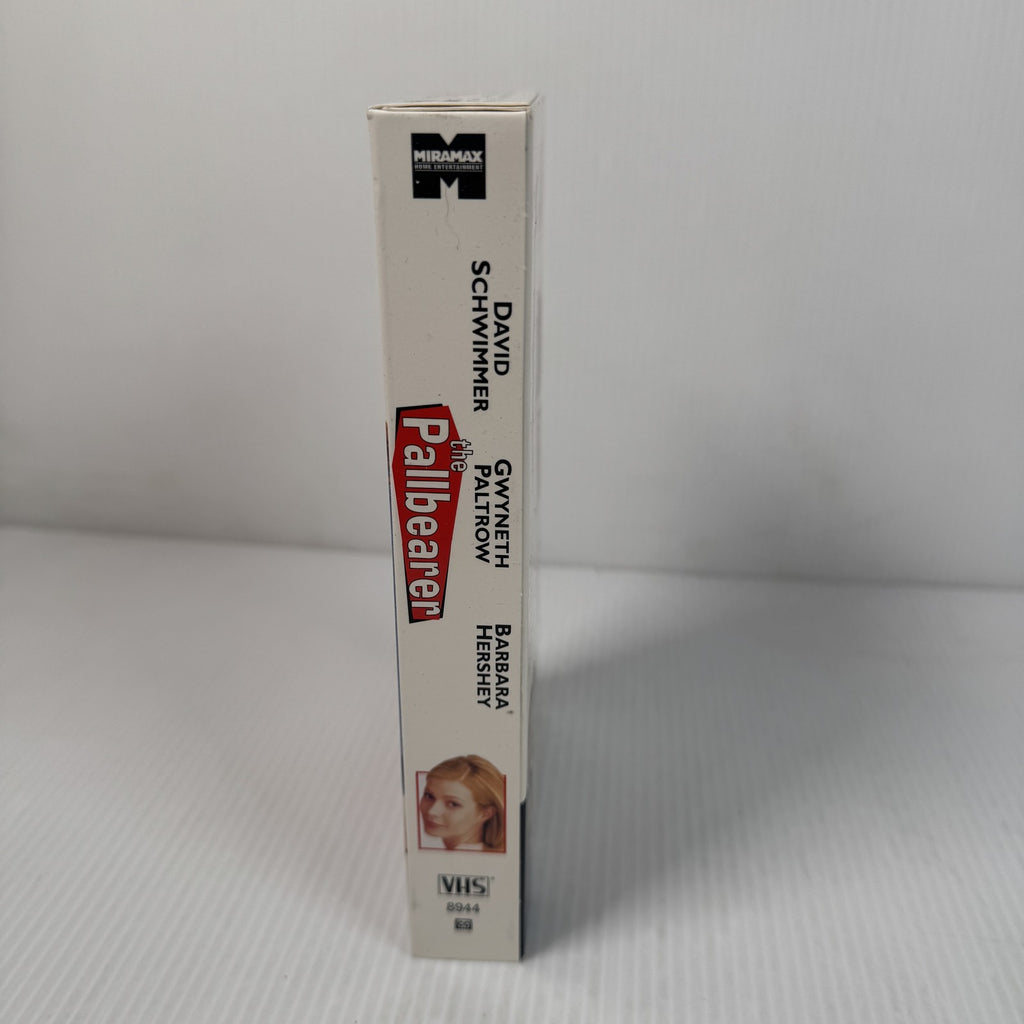 MIRAMAX
HOME ENTERTAINMENT
DAVID
SCHWIMMER
GWYNETH
PALTROW
BARBARA
HERSHEY
the
Pallbearer
VHS
8944